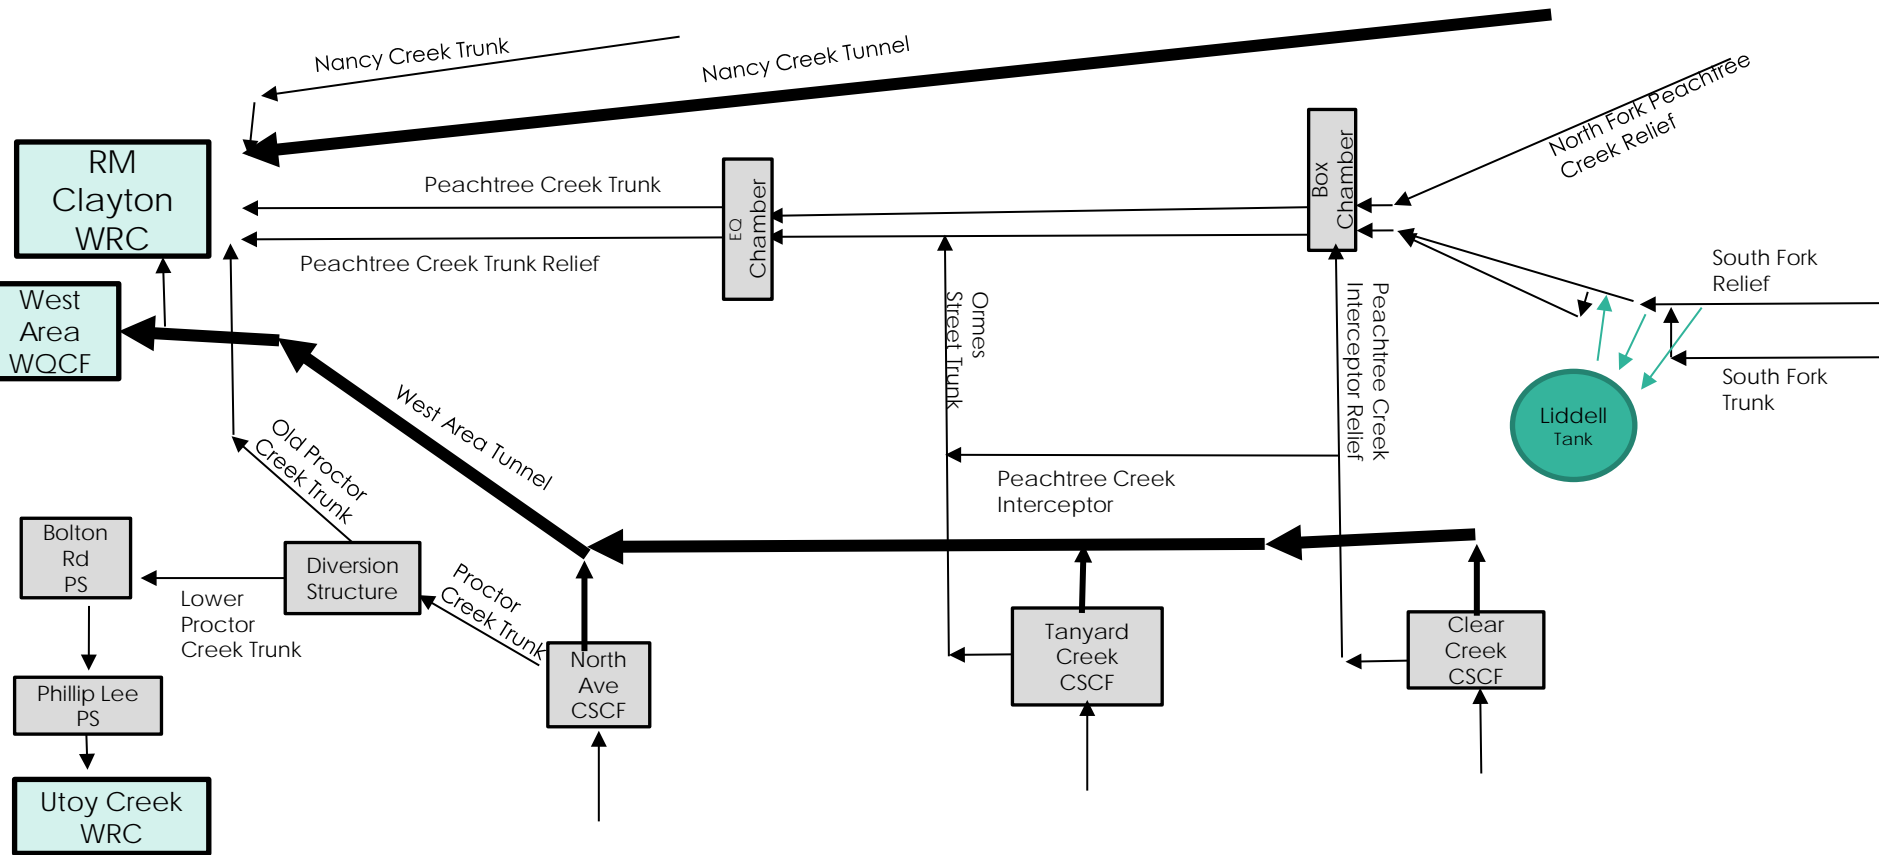 Nancy Creek Trunk
Nancy Creek Tunnel
North Fork Peachtree
Creek Relief
RM
Clayton
WRC
Peachtree Creek Trunk
EQ
Chamber
Box
Chamber
Peachtree Creek Trunk Relief
South Fork
Relief
West
Area
WQCF
Ormes
Street Trunk
Peachtree Creek
Interceptor Relief
South Fork
Trunk
Liddell
Tank
West Area Tunnel
Old Proctor
Creek Trunk
Peachtree Creek
Interceptor
Bolton
Rd
PS
Diversion
Structure
Proctor
Creek Trunk
Lower
Proctor
Creek Trunk
North
Ave
CSCF
Tanyard
Creek
CSCF
Clear
Creek
CSCF
Phillip Lee
PS
Utoy Creek
WRC